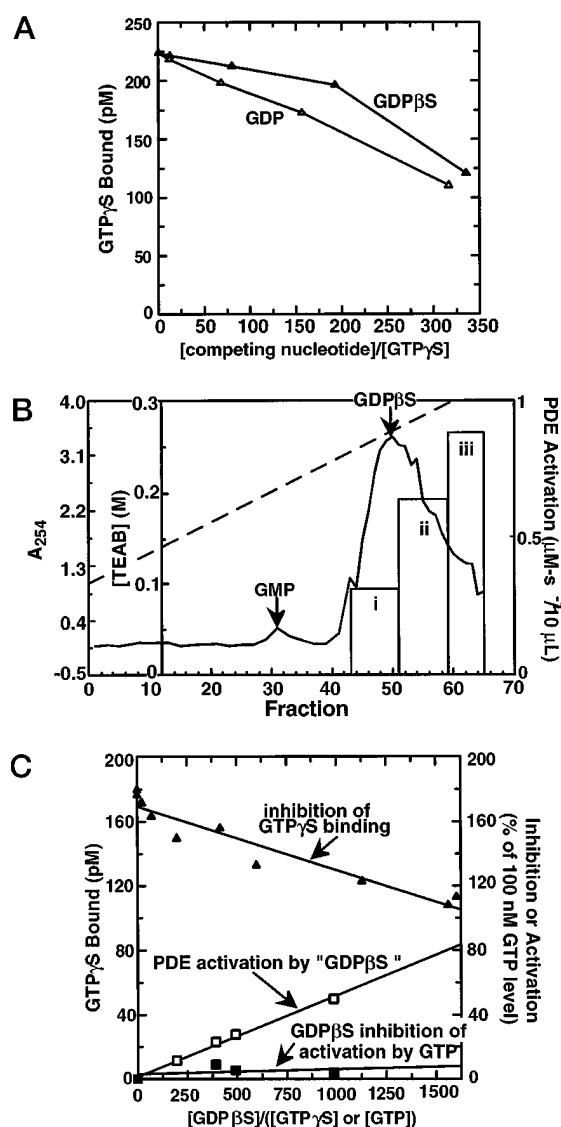 A
GTPγS Bound (pM)
250
200
150
100
50
0
GDPβS
GDP
0 50 100 150 200 250 300 350
[competing nucleotide]/[GTPγS]
B
A254
4.0
3.1
2.2
1.3
0.4
-0.5
[TEAB] (M)
0.3
0.2
0.1
0
GDPβS
GMP
i
ii
iii
PDE Activation (μM-s⁻/10 μL)
1
0.5
0
0 10 20 30 40 50 60 70
Fraction
C
GTPγS Bound (pM)
200
160
120
80
40
0
inhibition of
GTPγS binding
PDE activation by "GDPβS "
GDPβS inhibition of
activation by GTP
Inhibition or Activation
(% of 100 nM GTP
level)
200
160
120
80
40
0
0 250 500 750 1000 1250 1500
[GDPβS]/([GTPγS] or [GTP])